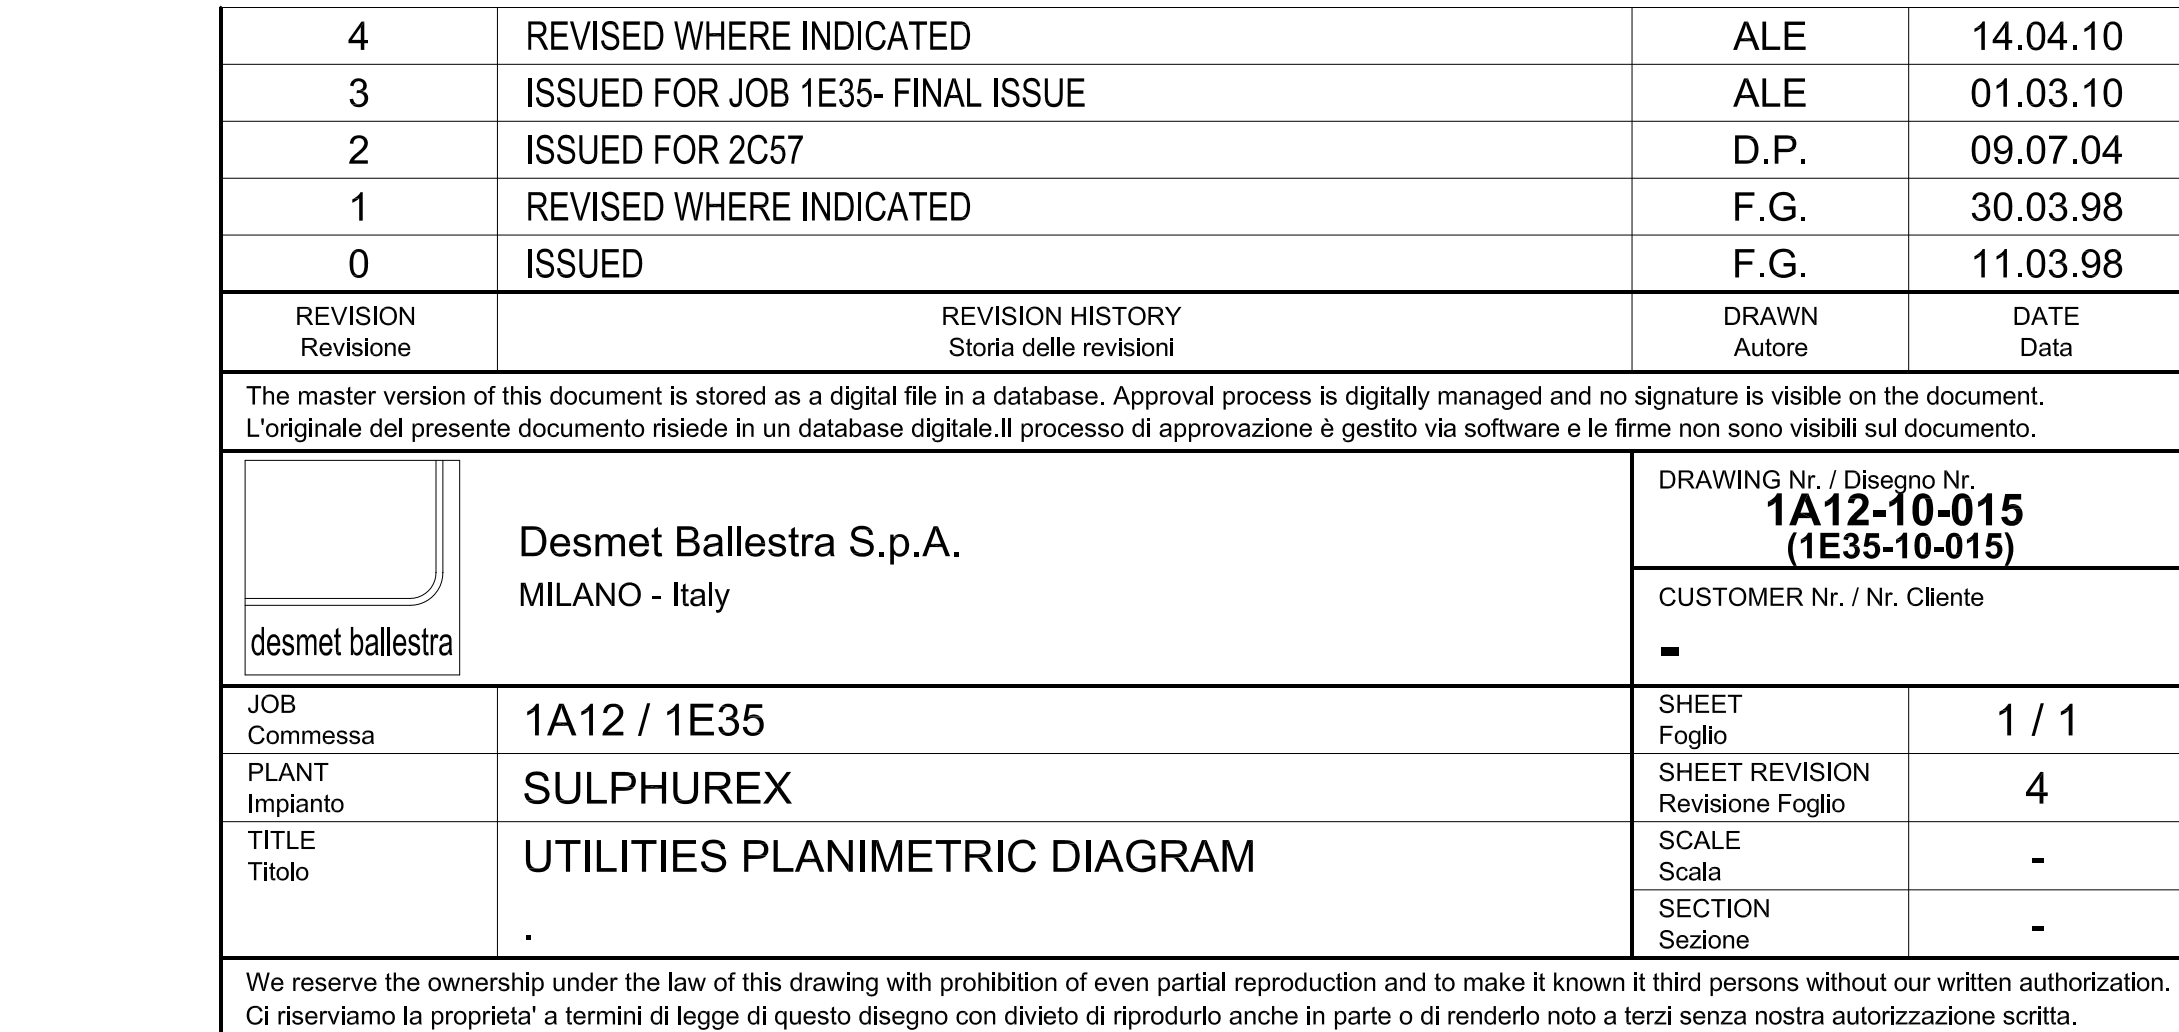 4 REVISED WHERE INDICATED ALE 14.04.10
3 ISSUED FOR JOB 1E35- FINAL ISSUE ALE 01.03.10
2 ISSUED FOR 2C57 D.P. 09.07.04
1 REVISED WHERE INDICATED F.G. 30.03.98
0 ISSUED F.G. 11.03.98
REVISION REVISION HISTORY DRAWN DATE
Revisione Storia delle revisioni Autore Data
The master version of this document is stored as a digital file in a database. Approval process is digitally managed and no signature is visible on the document.
L'originale del presente documento risiede in un database digitale.Il processo di approvazione è gestito via software e le firme non sono visibili sul documento.
desmet ballestra
Desmet Ballestra S.p.A.
MILANO - Italy
DRAWING Nr. / Disegno Nr.
1A12-10-015
(1E35-10-015)
CUSTOMER Nr. / Nr. Cliente
-
JOB
Commessa
1A12 / 1E35
SHEET
Foglio
1 / 1
PLANT
Impianto
SULPHUREX
SHEET REVISION
Revisione Foglio
4
TITLE
Titolo
UTILITIES PLANIMETRIC DIAGRAM
.
SCALE
Scala
-
SECTION
Sezione
-
We reserve the ownership under the law of this drawing with prohibition of even partial reproduction and to make it known it third persons without our written authorization.
Ci riserviamo la proprieta' a termini di legge di questo disegno con divieto di riprodurlo anche in parte o di renderlo noto a terzi senza nostra autorizzazione scritta.